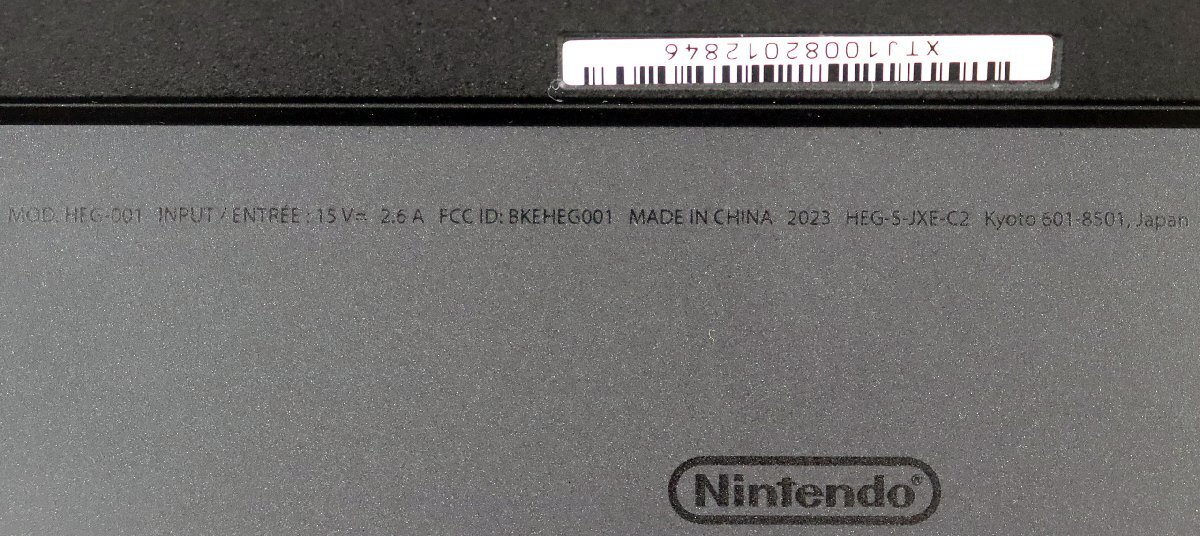 XTJ10082012846
MOD. HEG-001 INPUT / ENTRÉE : 15 V⎓ 2.6 A FCC ID: BKEHEG001 MADE IN CHINA 2023 HEG-S-JXE-C2 Kyoto 601-8501, Japan
Nintendo®